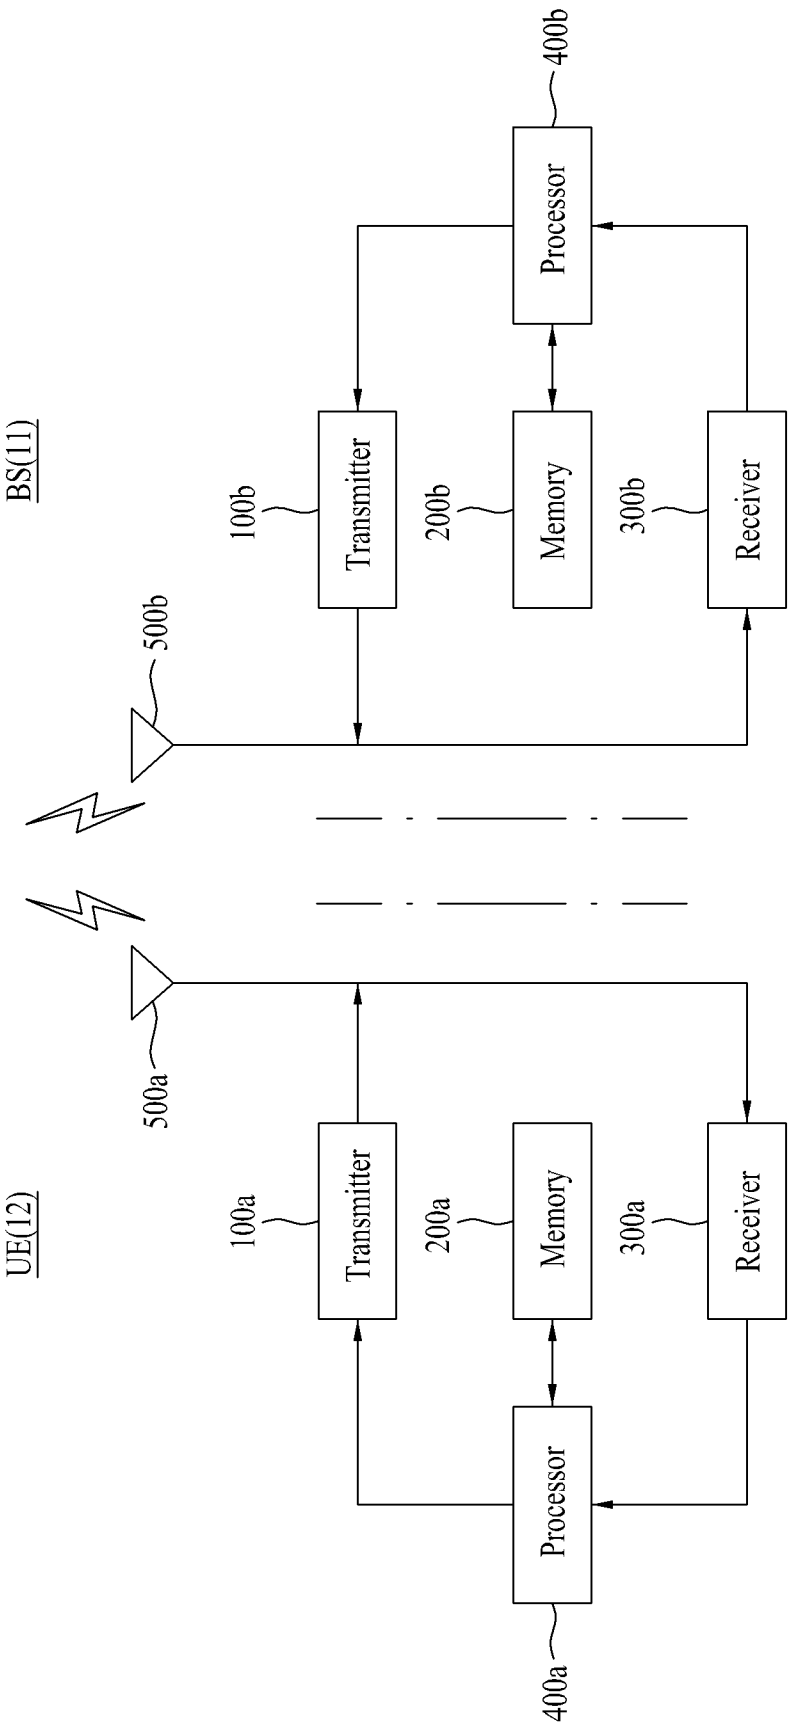 UE(12)
BS(11)
500a
500b
100a
100b
Transmitter
Transmitter
200a
200b
400a
Processor
Memory
Memory
Processor
400b
300a
300b
Receiver
Receiver